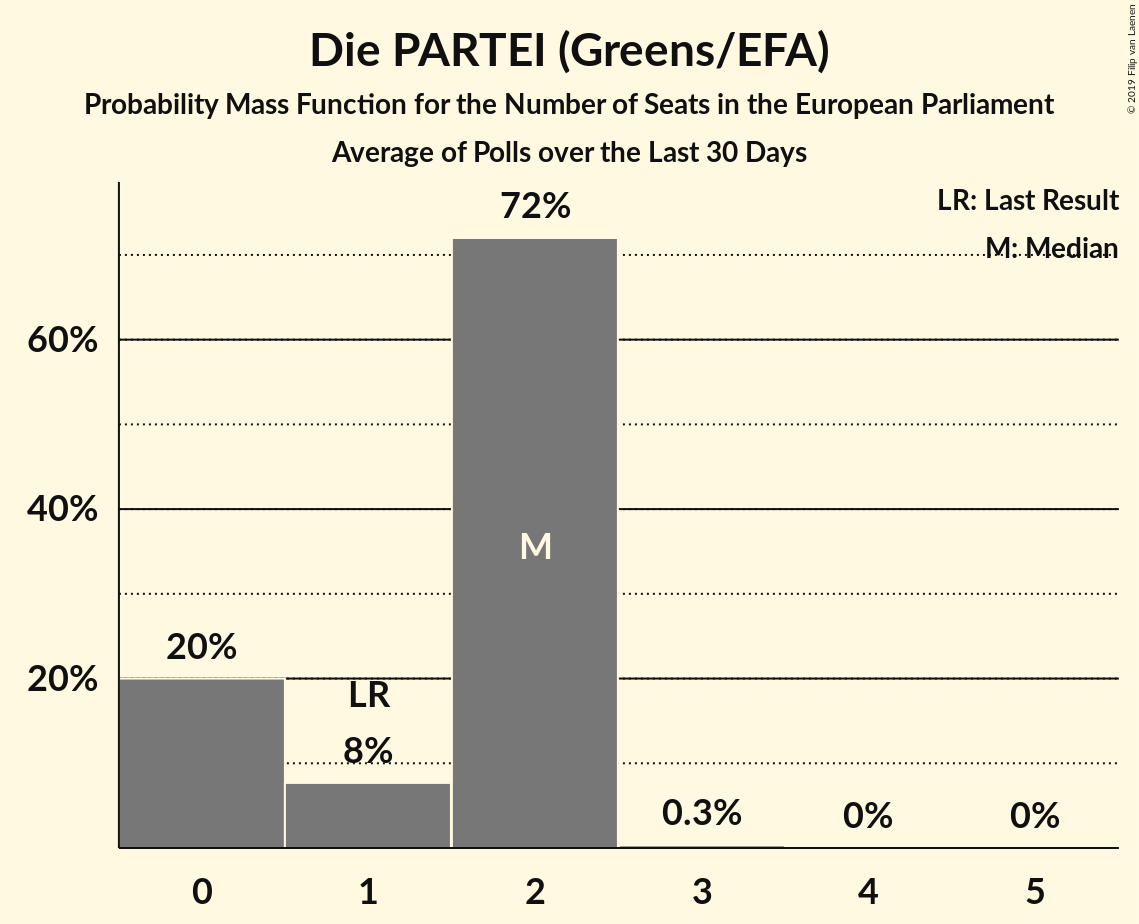 Die PARTEI (Greens/EFA)
Probability Mass Function for the Number of Seats in the European Parliament
Average of Polls over the Last 30 Days
© 2019 Filip van Laenen
LR: Last Result
M: Median
72%
60%
40%
M
20%
20%
LR
8%
0.3%
0%
0%
0
1
2
3
4
5